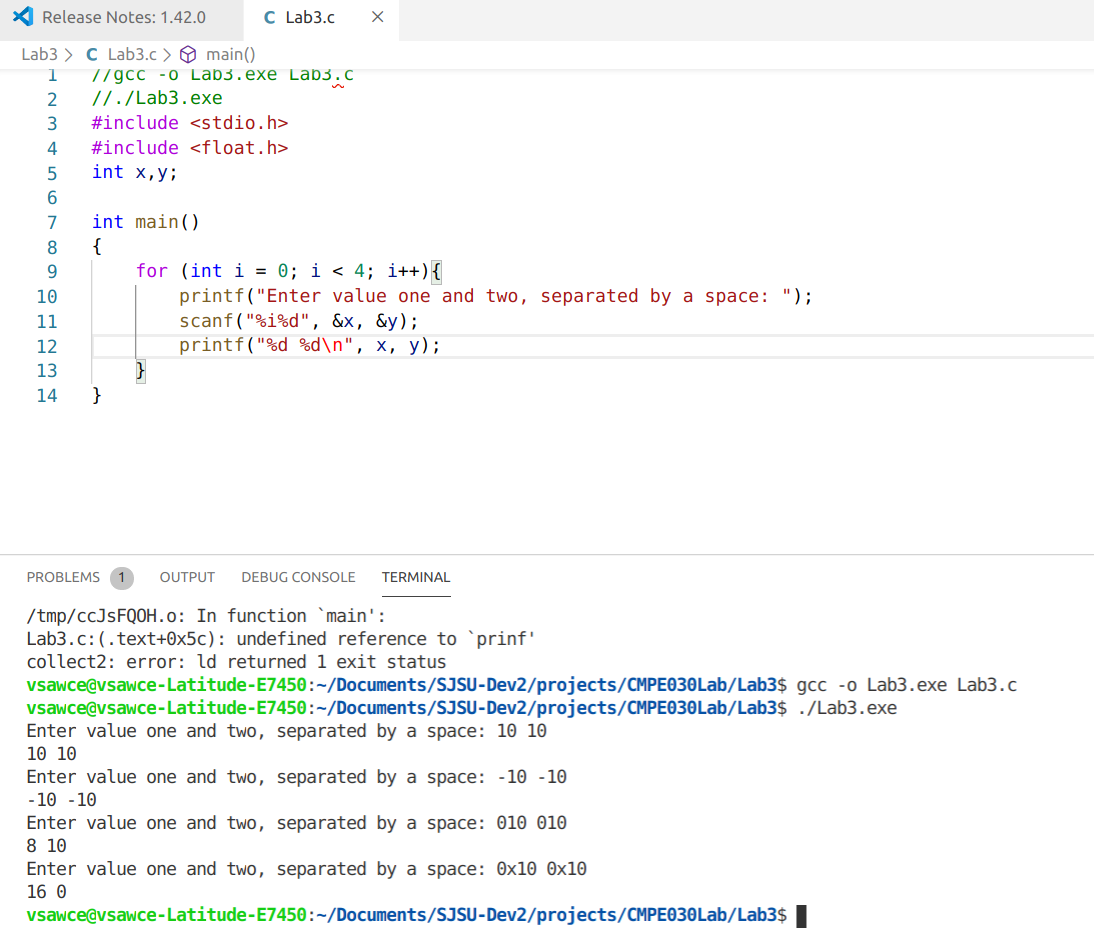 Release Notes: 1.42.0
C Lab3.c ×
Lab3 > C Lab3.c > main()
1 //gcc -o Lab3.exe Lab3.c
2 //./Lab3.exe
3 #include <stdio.h>
4 #include <float.h>
5 int x,y;
6
7 int main()
8 {
9 for (int i = 0; i < 4; i++){
10 printf("Enter value one and two, separated by a space: ");
11 scanf("%i%d", &x, &y);
12 printf("%d %d\n", x, y);
13 }
14 }
PROBLEMS 1 OUTPUT DEBUG CONSOLE TERMINAL
/tmp/ccJsFQOH.o: In function `main':
Lab3.c:(.text+0x5c): undefined reference to `prinf'
collect2: error: ld returned 1 exit status
vsawce@vsawce-Latitude-E7450:~/Documents/SJSU-Dev2/projects/CMPE030Lab/Lab3$ gcc -o Lab3.exe Lab3.c
vsawce@vsawce-Latitude-E7450:~/Documents/SJSU-Dev2/projects/CMPE030Lab/Lab3$ ./Lab3.exe
Enter value one and two, separated by a space: 10 10
10 10
Enter value one and two, separated by a space: -10 -10
-10 -10
Enter value one and two, separated by a space: 010 010
8 10
Enter value one and two, separated by a space: 0x10 0x10
16 0
vsawce@vsawce-Latitude-E7450:~/Documents/SJSU-Dev2/projects/CMPE030Lab/Lab3$